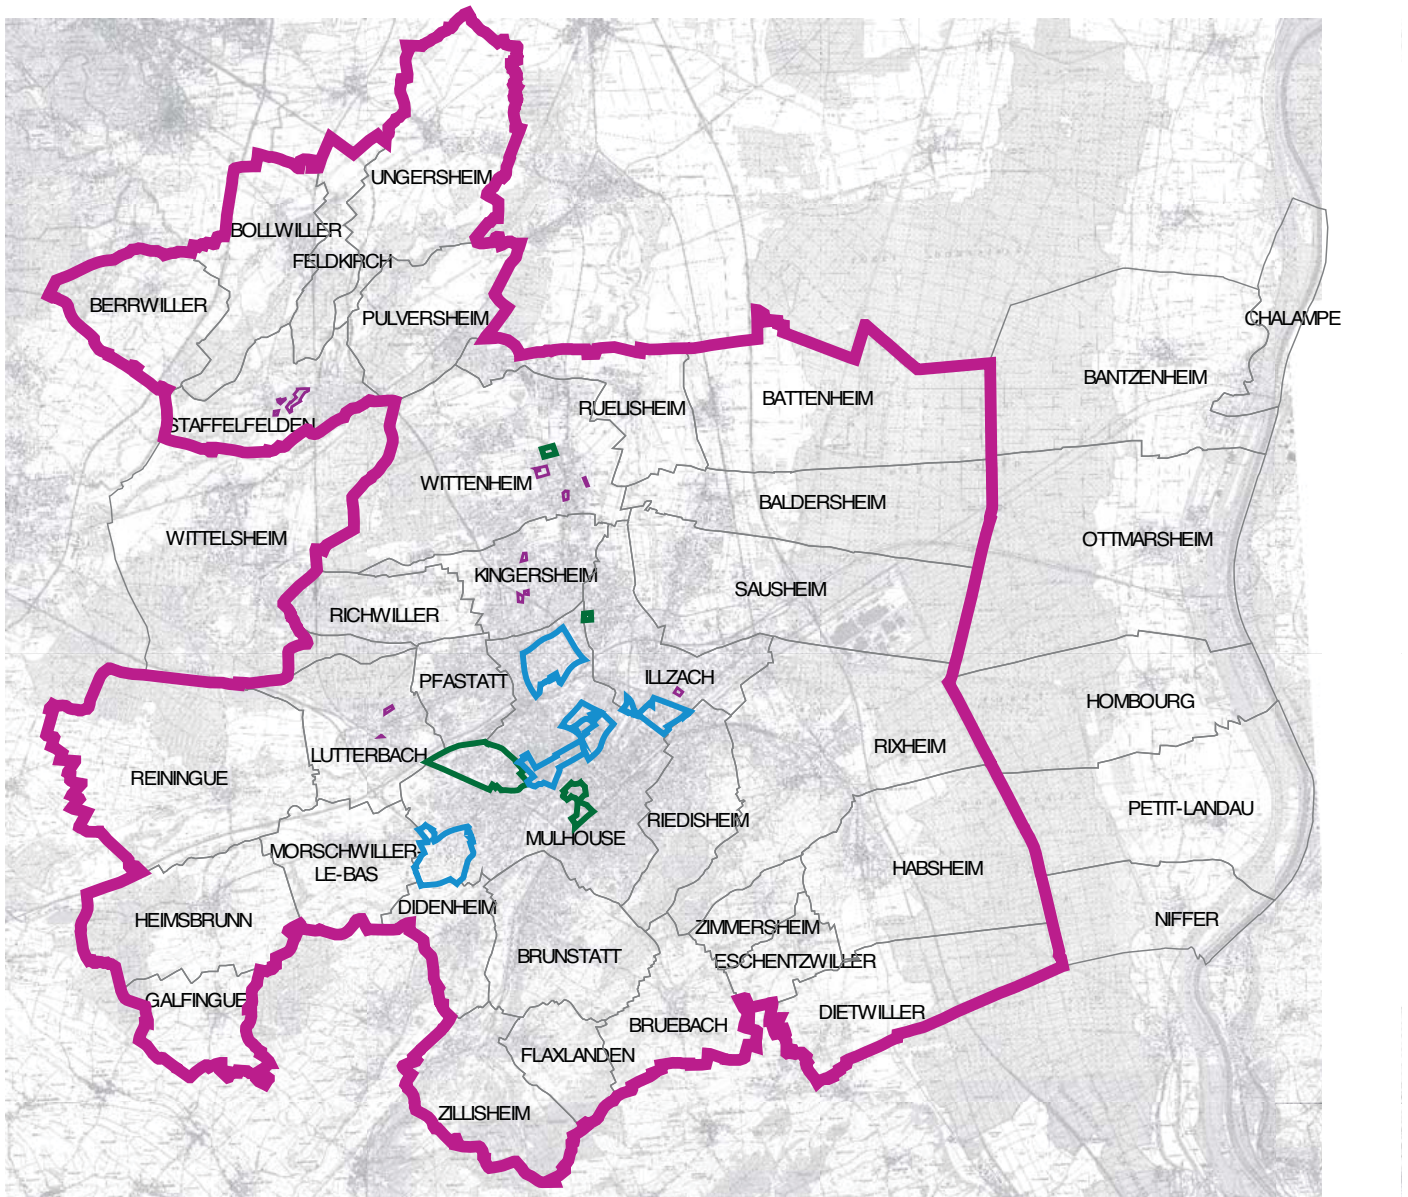 UNGERSHEIM
BOLLWILLER
FELDKIRCH
BERRWILLER
PULVERSHEIM
CHALAMPE
BANTZENHEIM
BATTENHEIM
RUELISHEIM
STAFFELFELDEN
WITTENHEIM
BALDERSHEIM
WITTELSHEIM
OTTMARSHEIM
KINGERSHEIM
SAUSHEIM
RICHWILLER
ILLZACH
PFASTATT
HOMBOURG
RIXHEIM
LUTTERBACH
REININGUE
PETIT-LANDAU
RIEDISHEIM
MULHOUSE
MORSCHWILLER-
LE-BAS
HABSHEIM
DIDENHEIM
HEIMSBRUNN
NIFFER
ZIMMERSHEIM
BRUNSTATT
ESCHENTZWILLER
GALFINGUE
DIETWILLER
BRUEBACH
FLAXLANDEN
ZILLISHEIM